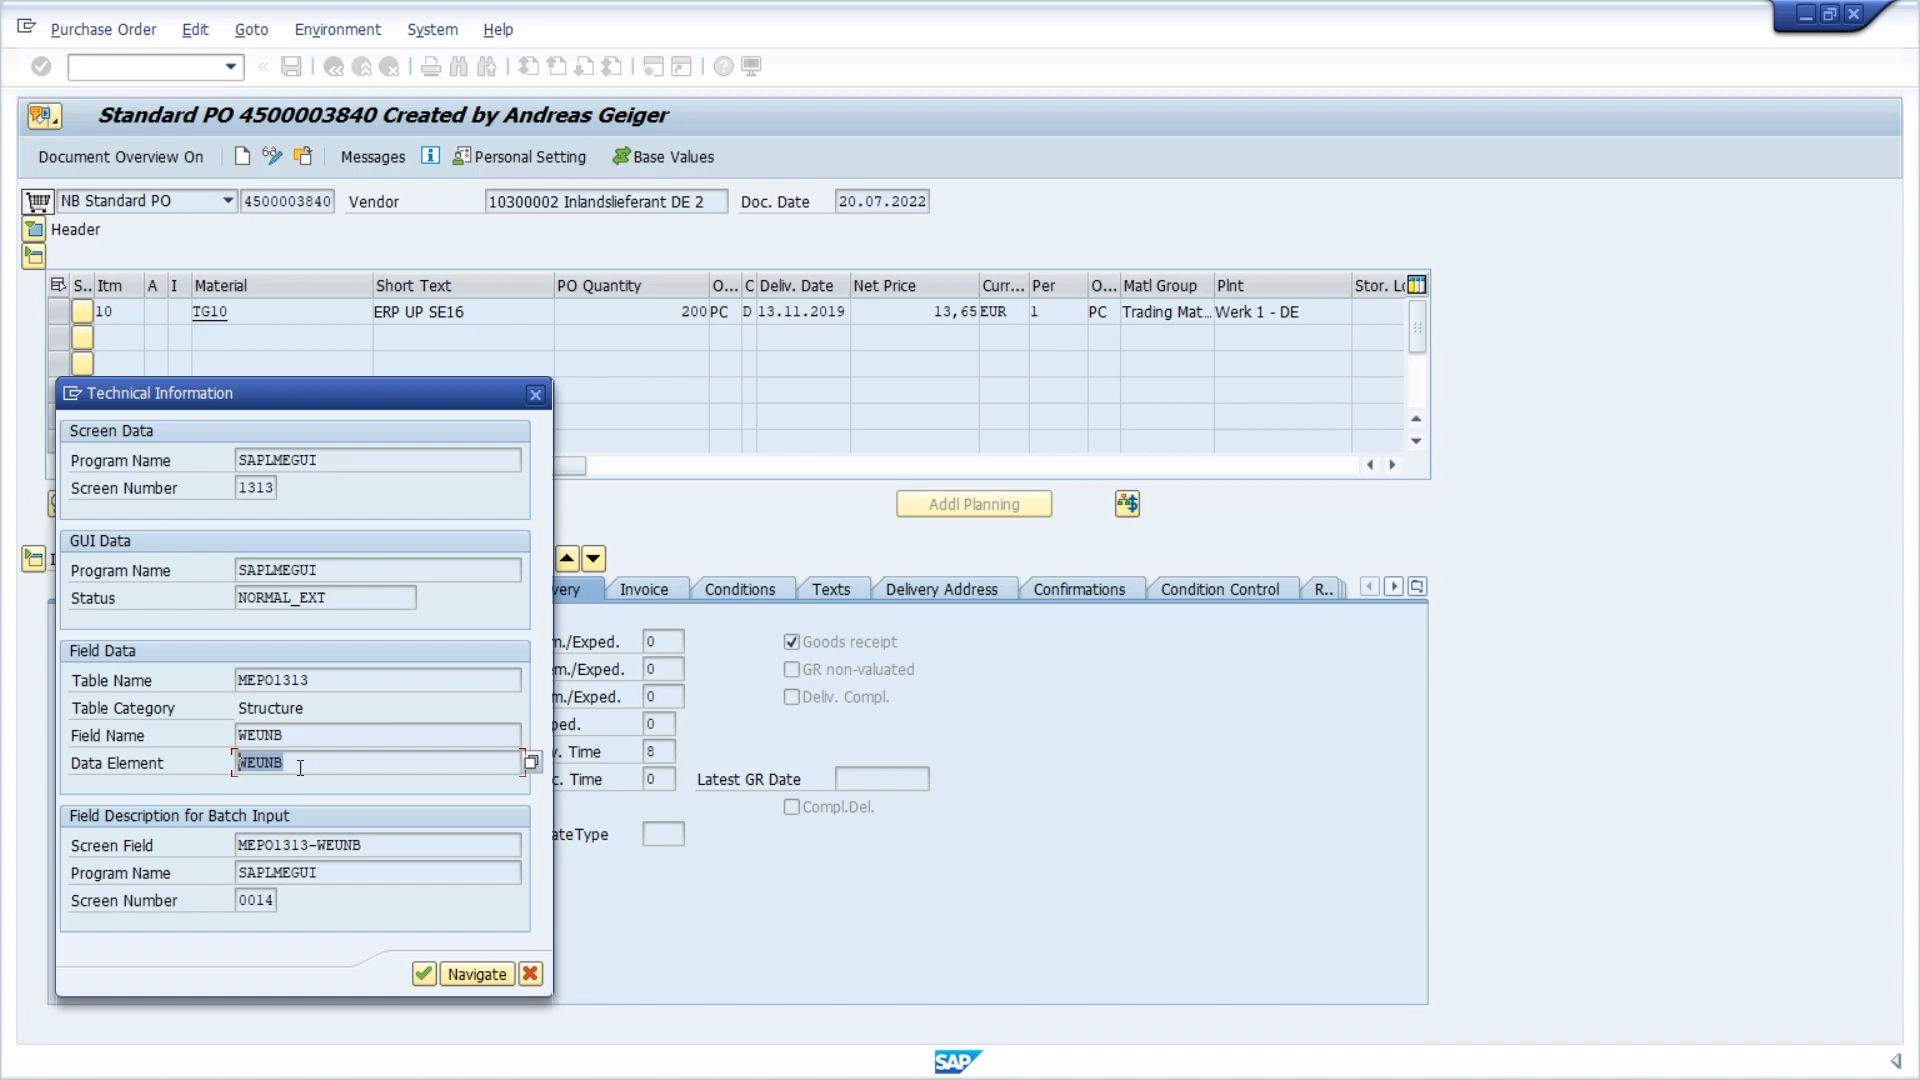 Purchase Order Edit Goto Environment System Help
Standard PO 4500003840 Created by Andreas Geiger
Document Overview On Messages Personal Setting Base Values
NB Standard PO 4500003840 Vendor 10300002 Inlandslieferant DE 2 Doc. Date 20.07.2022
Header
S.. Itm A I Material Short Text PO Quantity O... C Deliv. Date Net Price Curr... Per O... Matl Group Plnt Stor. Lo
10 TG10 ERP UP SE16 200 PC D 13.11.2019 13,65 EUR 1 PC Trading Mat... Werk 1 - DE
Addl Planning
very Invoice Conditions Texts Delivery Address Confirmations Condition Control R..
m./Exped. 0 Goods receipt
m./Exped. 0 GR non-valuated
m./Exped. 0 Deliv. Compl.
ped. 0
v. Time 8
c. Time 0 Latest GR Date
Compl.Del.
ateType
Technical Information
Screen Data
Program Name SAPLMEGUI
Screen Number 1313
GUI Data
Program Name SAPLMEGUI
Status NORMAL_EXT
Field Data
Table Name MEPO1313
Table Category Structure
Field Name WEUNB
Data Element WEUNB
Field Description for Batch Input
Screen Field MEPO1313-WEUNB
Program Name SAPLMEGUI
Screen Number 0014
Navigate
SAP